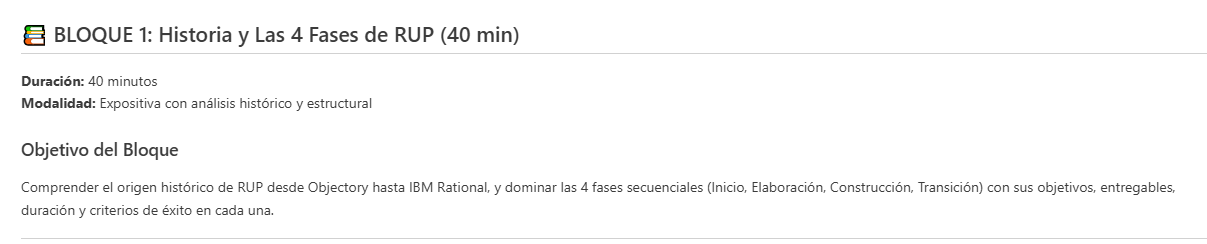 📚 BLOQUE 1: Historia y Las 4 Fases de RUP (40 min)
Duración: 40 minutos
Modalidad: Expositiva con análisis histórico y estructural
Objetivo del Bloque
Comprender el origen histórico de RUP desde Objectory hasta IBM Rational, y dominar las 4 fases secuenciales (Inicio, Elaboración, Construcción, Transición) con sus objetivos, entregables,
duración y criterios de éxito en cada una.